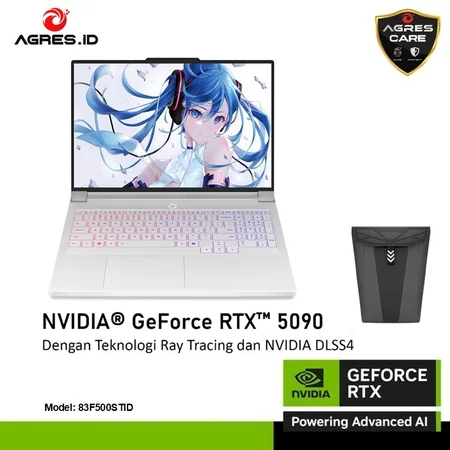 AGRES.ID
AGRES
CARE
NVIDIA® GeForce RTX™ 5090
Dengan Teknologi Ray Tracing dan NVIDIA DLSS4
Model: 83F500STID
NVIDIA
GEFORCE
RTX
Powering Advanced AI